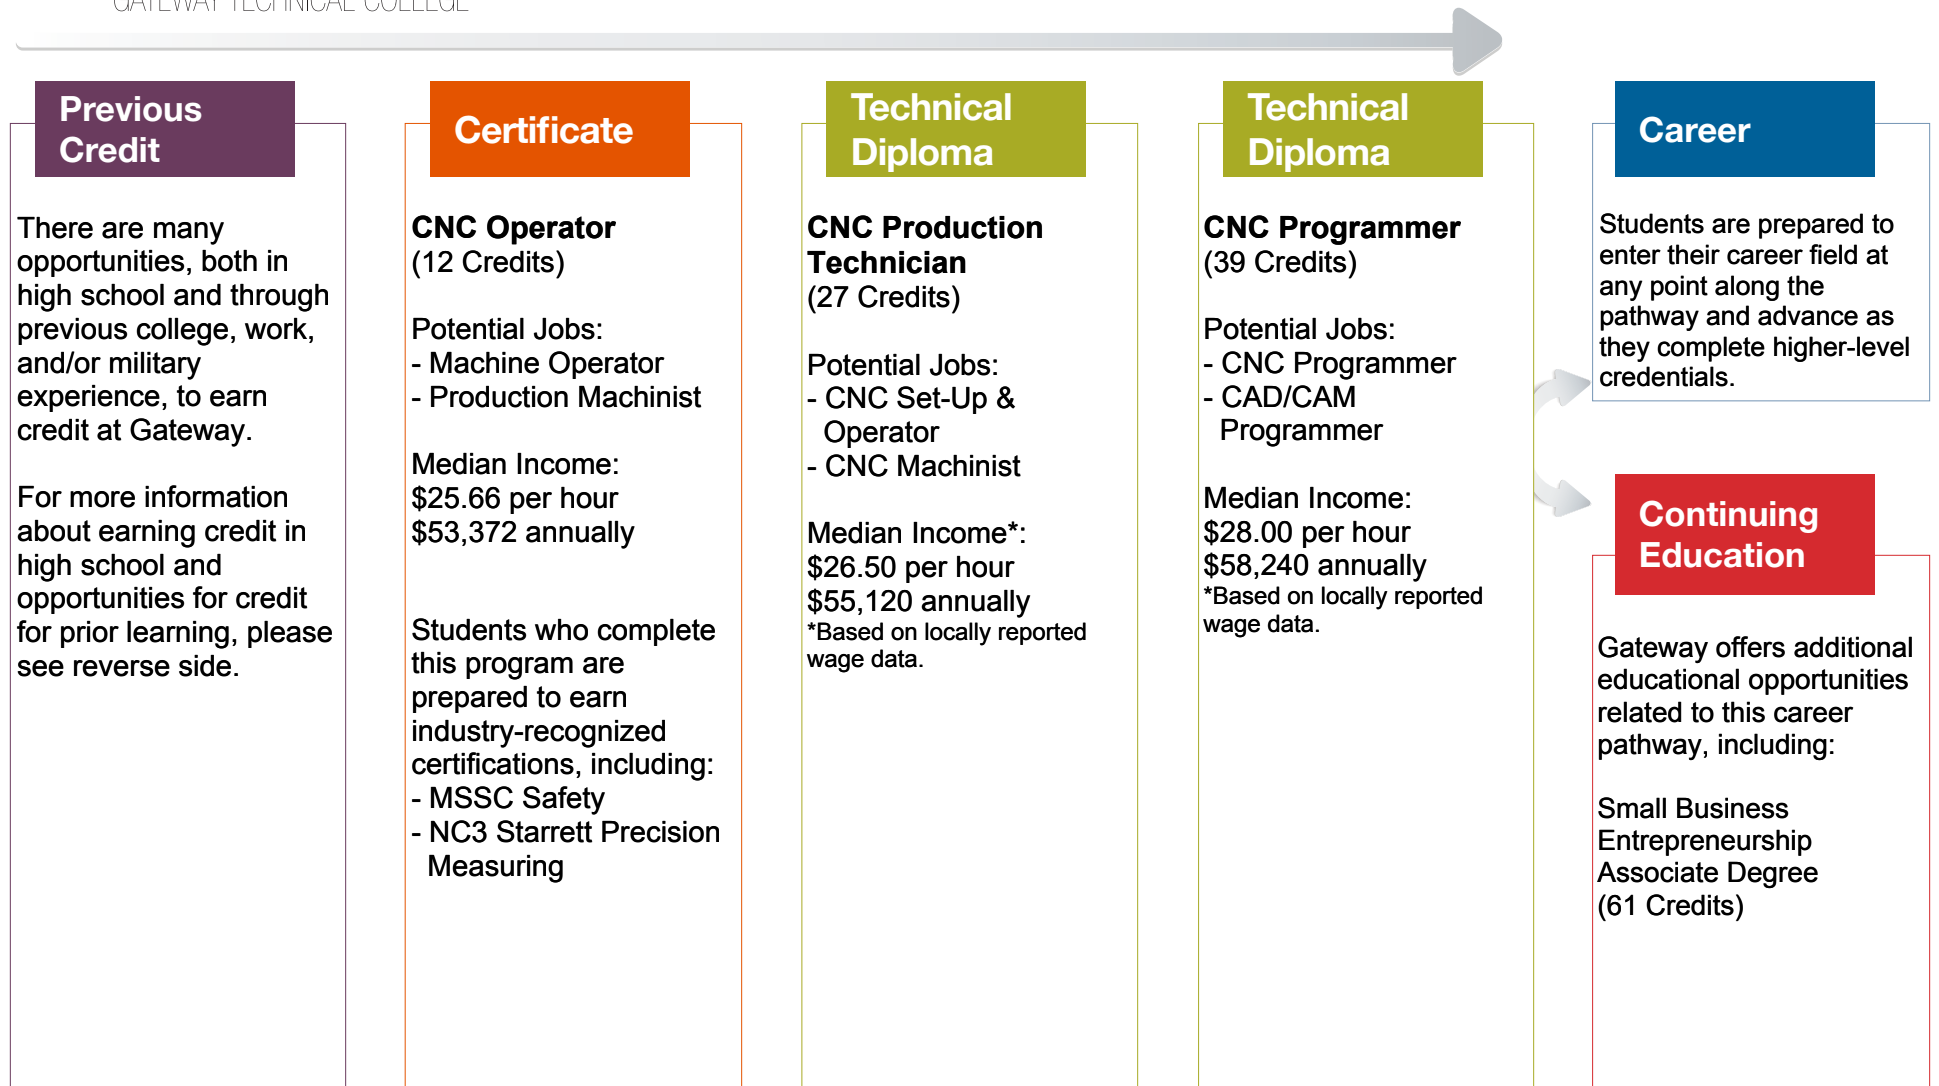 GATEWAY TECHNICAL COLLEGE
Previous
Credit
There are many
opportunities, both in
high school and through
previous college, work,
and/or military
experience, to earn
credit at Gateway.
For more information
about earning credit in
high school and
opportunities for credit
for prior learning, please
see reverse side.
Certificate
CNC Operator
(12 Credits)
Potential Jobs:
- Machine Operator
- Production Machinist
Median Income:
$25.66 per hour
$53,372 annually
Students who complete
this program are
prepared to earn
industry-recognized
certifications, including:
- MSSC Safety
- NC3 Starrett Precision
Measuring
Technical
Diploma
CNC Production
Technician
(27 Credits)
Potential Jobs:
- CNC Set-Up &
Operator
- CNC Machinist
Median Income*:
$26.50 per hour
$55,120 annually
*Based on locally reported
wage data.
Technical
Diploma
CNC Programmer
(39 Credits)
Potential Jobs:
- CNC Programmer
- CAD/CAM
Programmer
Median Income:
$28.00 per hour
$58,240 annually
*Based on locally reported
wage data.
Career
Students are prepared to
enter their career field at
any point along the
pathway and advance as
they complete higher-level
credentials.
Continuing
Education
Gateway offers additional
educational opportunities
related to this career
pathway, including:
Small Business
Entrepreneurship
Associate Degree
(61 Credits)